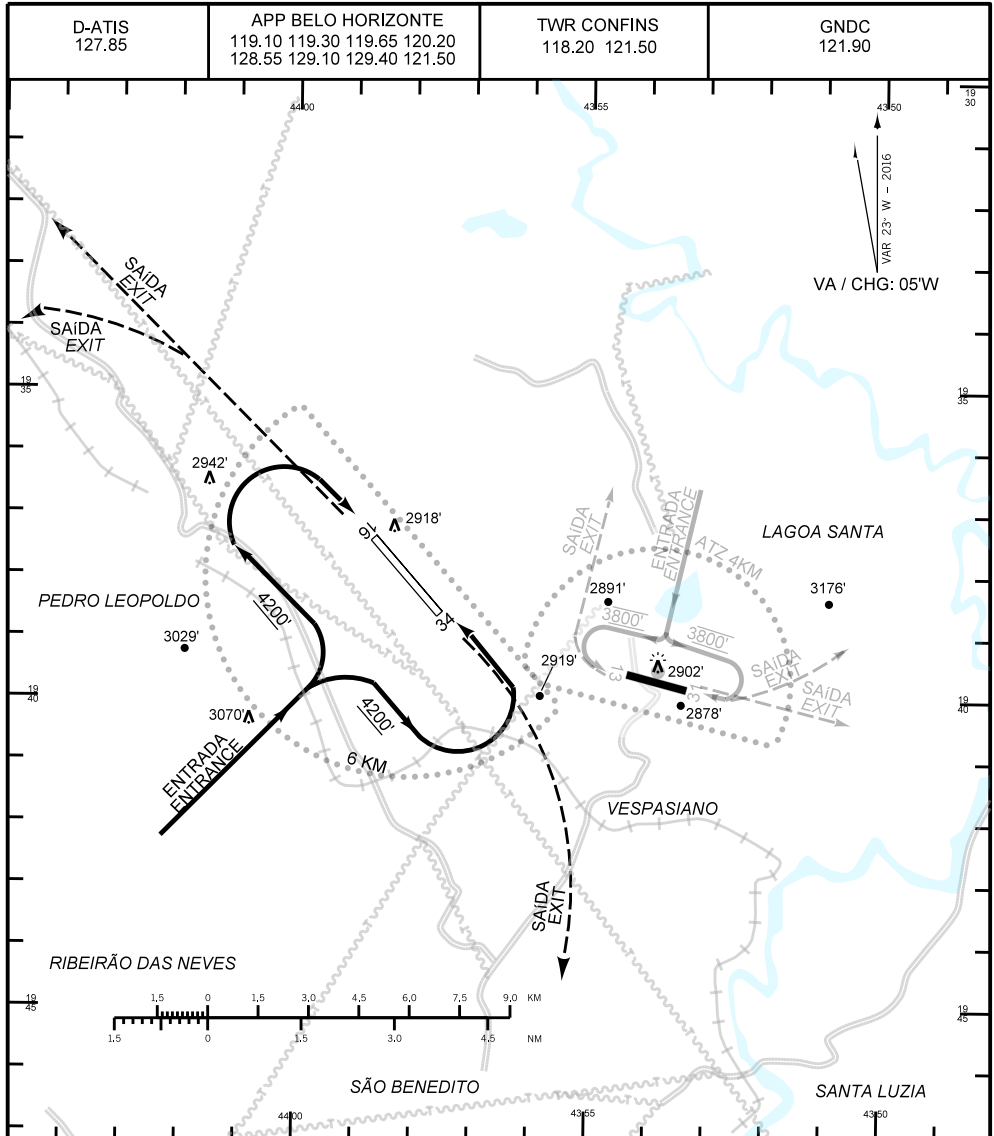 D-ATIS
127.85
APP BELO HORIZONTE
119.10 119.30 119.65 120.20
128.55 129.10 129.40 121.50
TWR CONFINS
118.20 121.50
GNDC
121.90
44 00
43 55
43 50
19
30
VAR 23° W - 2016
VA / CHG: 05'W
SAíDA
EXIT
SAíDA
EXIT
19
35
19
35
2942'
2918'
16
34
SAíDA
EXIT
ENTRADA
ENTRANCE
ATZ 4KM
LAGOA SANTA
PEDRO LEOPOLDO
4200'
2891'
3176'
3800'
3800'
3029'
2919'
2902'
13
31
SAíDA
EXIT
SAíDA
EXIT
2878'
19
40
19
40
3070'
4200'
6 KM
ENTRADA
ENTRANCE
VESPASIANO
SAíDA
EXIT
RIBEIRÃO DAS NEVES
19
45
19
45
1.5 0 1.5 3.0 4.5 6.0 7.5 9.0 KM
1.5 0 1.5 3.0 4.5 NM
SÃO BENEDITO
SANTA LUZIA
44 00
43 55
43 50